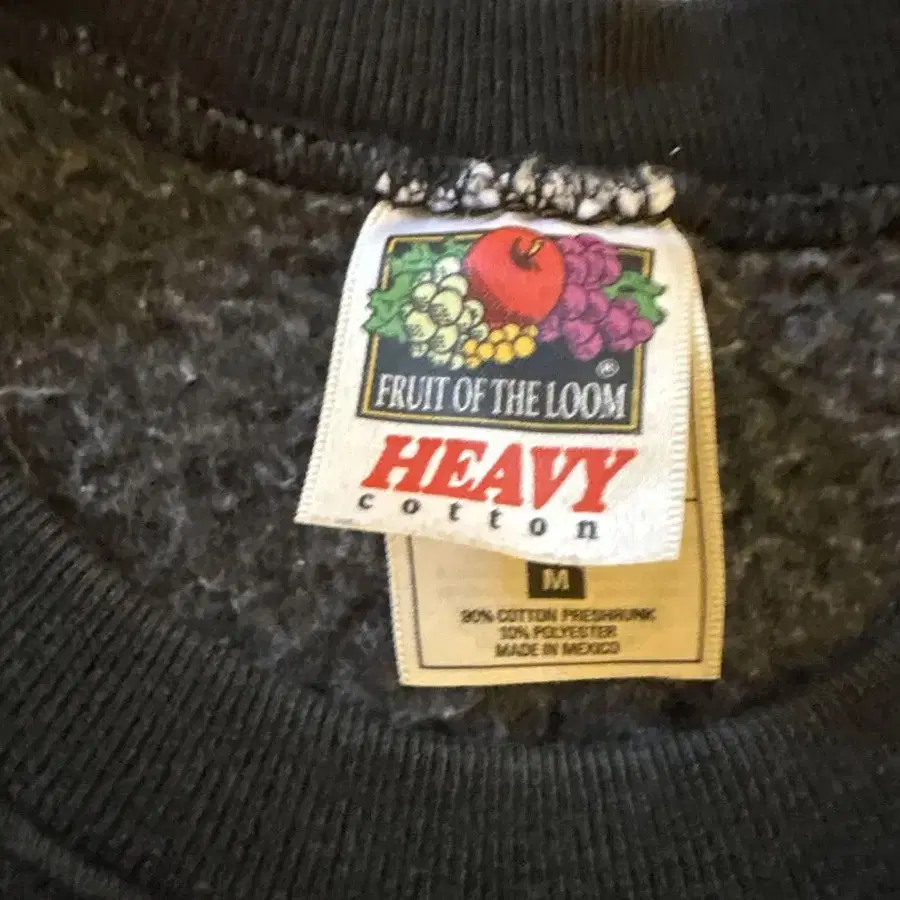 ®
FRUIT OF THE LOOM
HEAVY
cotton
M
90% COTTON PRESHRUNK
10% POLYESTER
MADE IN MEXICO